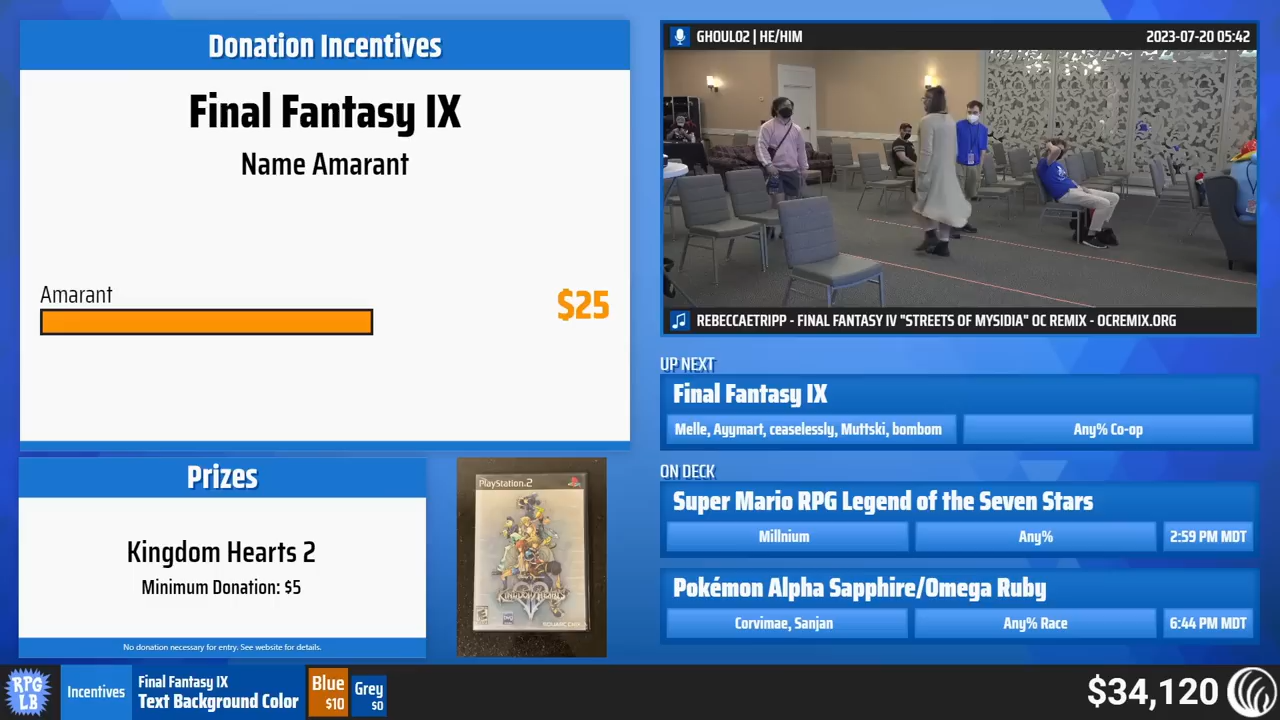 Donation Incentives
Final Fantasy IX
Name Amarant
Amarant
$25
Prizes
Kingdom Hearts 2
Minimum Donation: $5
No donation necessary for entry. See website for details.
PlayStation.2
KINGDOM HEARTS
SQUARE ENIX
GHOUL02 | HE/HIM
2023-07-20 05:42
REBECCAETRIPP - FINAL FANTASY IV "STREETS OF MYSIDIA" OC REMIX - OCREMIX.ORG
UP NEXT
Final Fantasy IX
Melle, Ayymart, ceaselessly, Muttski, bombom
Any% Co-op
ON DECK
Super Mario RPG Legend of the Seven Stars
Millnium
Any%
2:59 PM MDT
Pokémon Alpha Sapphire/Omega Ruby
Corvimae, Sanjan
Any% Race
6:44 PM MDT
RPG
LB
Incentives
Final Fantasy IX
Text Background Color
Blue
$10
Grey
$0
$34,120